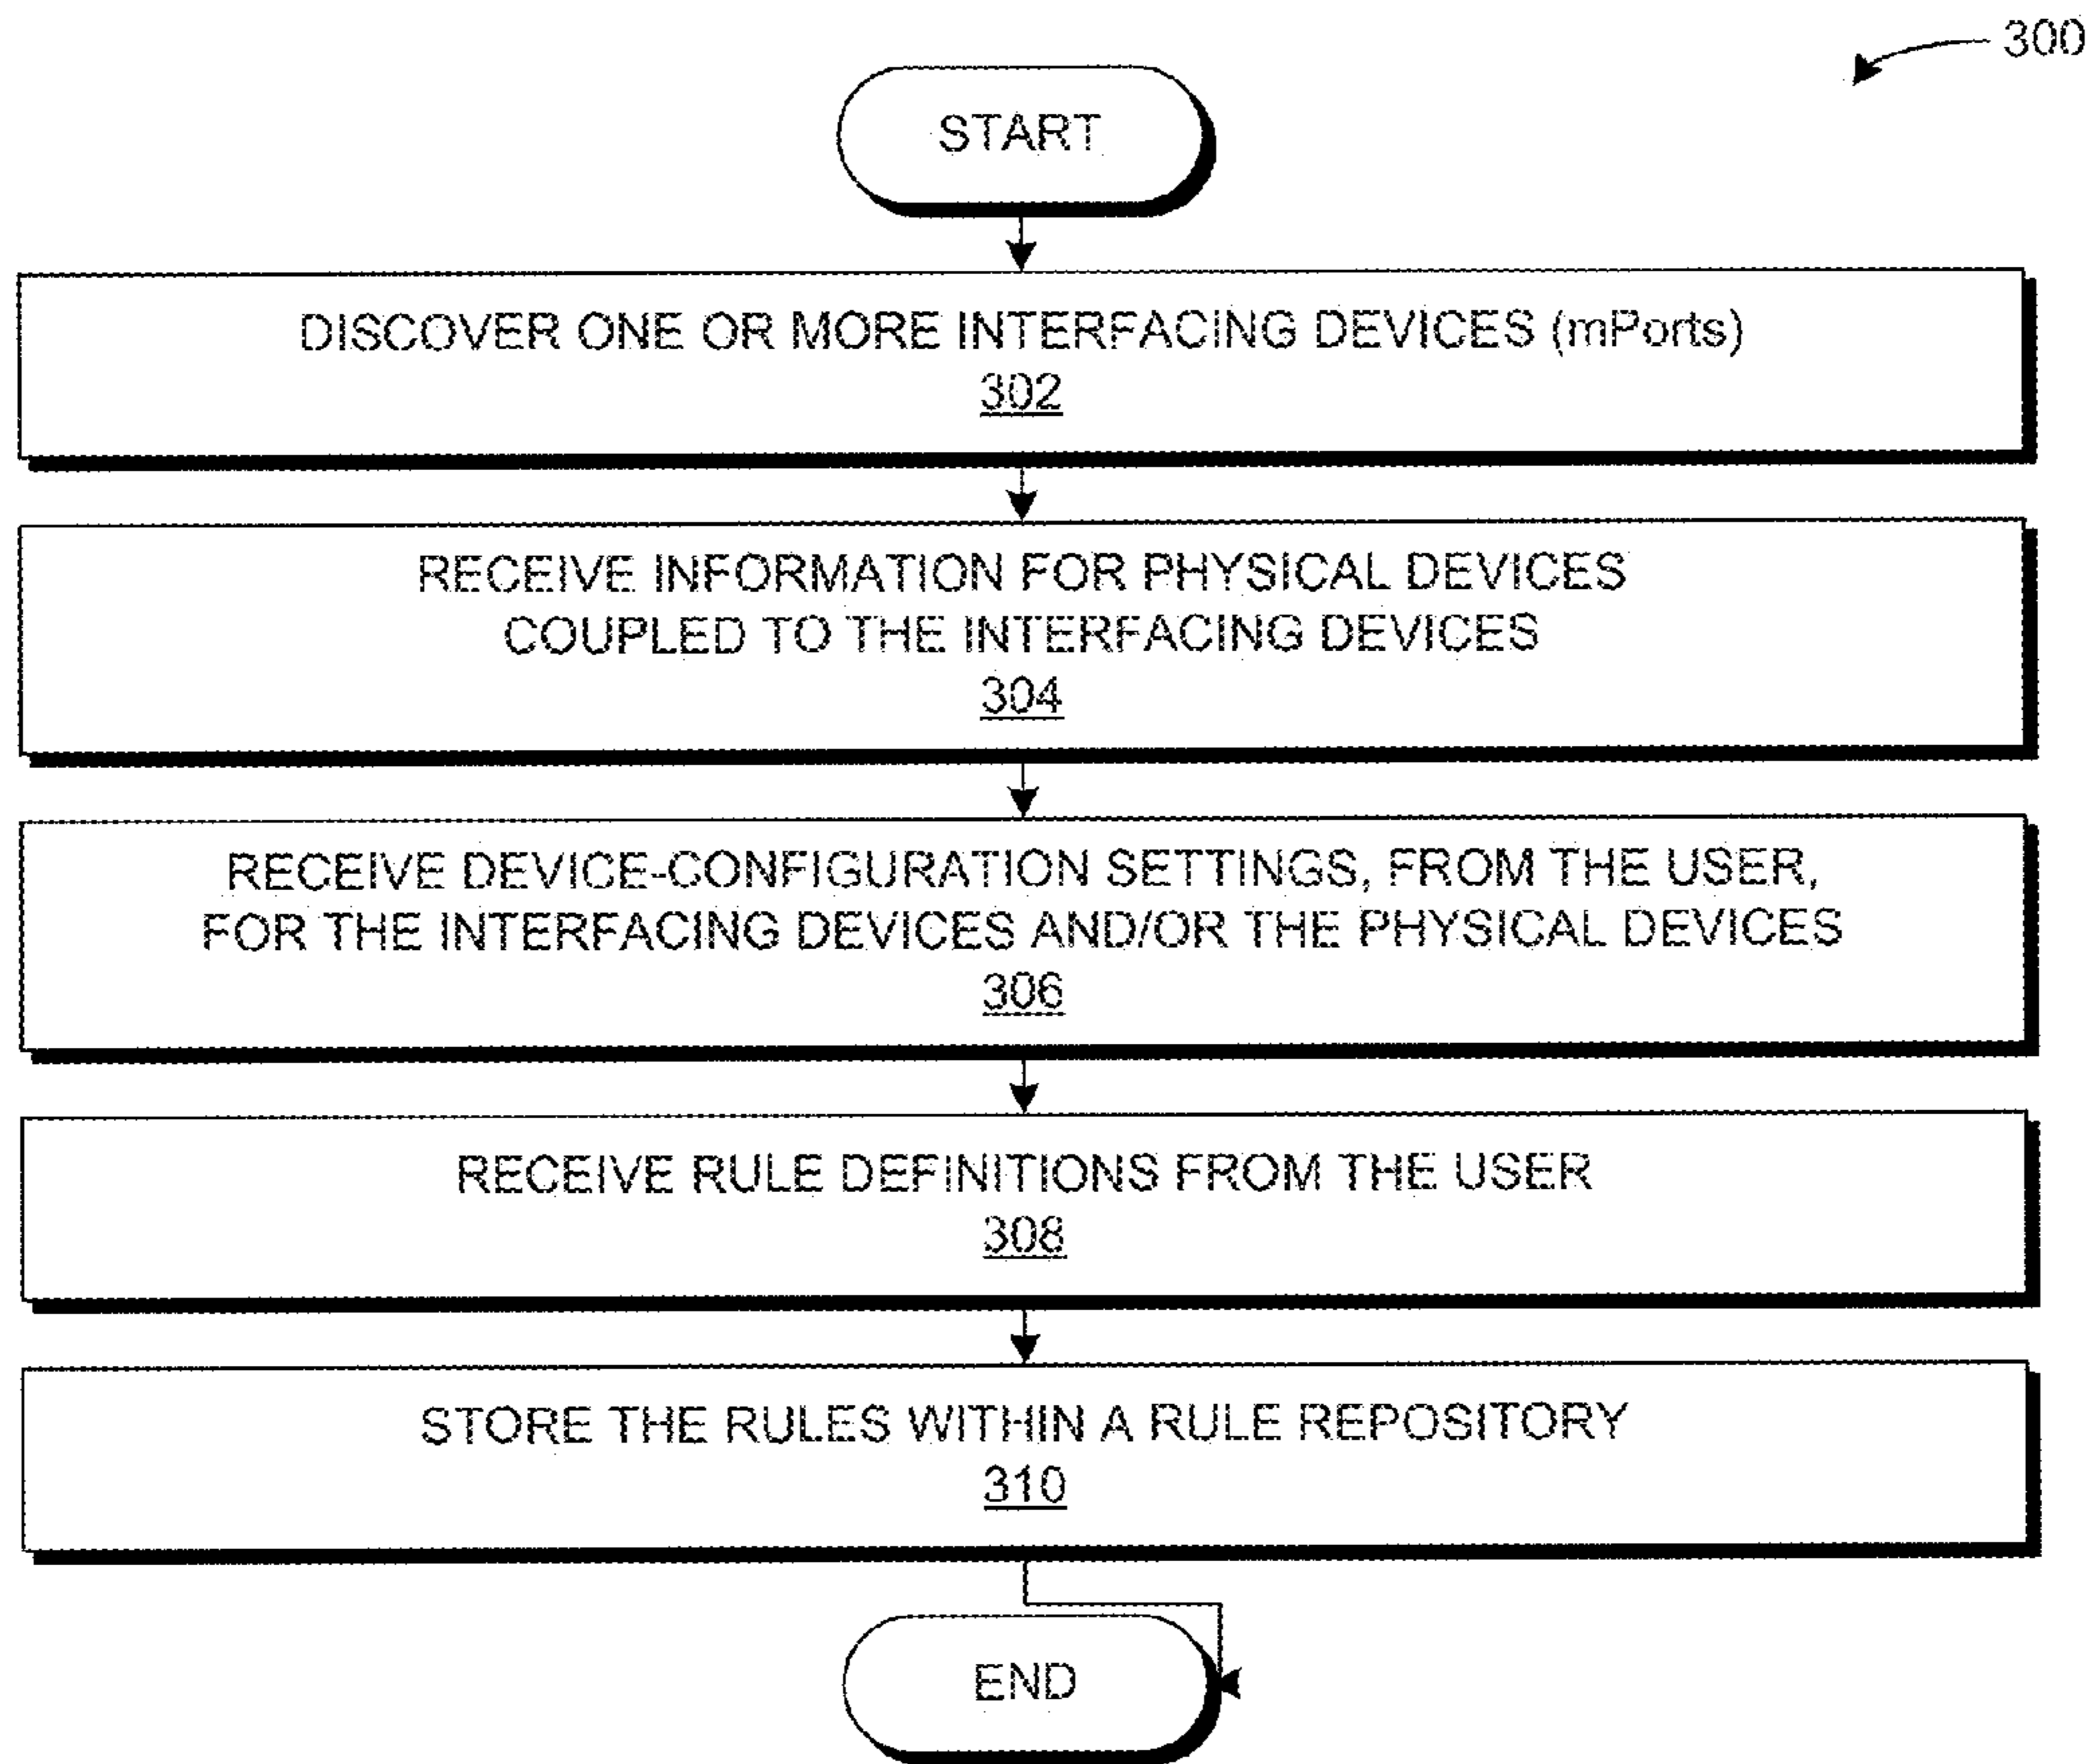 300
START
DISCOVER ONE OR MORE INTERFACING DEVICES (mPorts)
302
RECEIVE INFORMATION FOR PHYSICAL DEVICES
COUPLED TO THE INTERFACING DEVICES
304
RECEIVE DEVICE-CONFIGURATION SETTINGS, FROM THE USER,
FOR THE INTERFACING DEVICES AND/OR THE PHYSICAL DEVICES
306
RECEIVE RULE DEFINITIONS FROM THE USER
308
STORE THE RULES WITHIN A RULE REPOSITORY
310
END